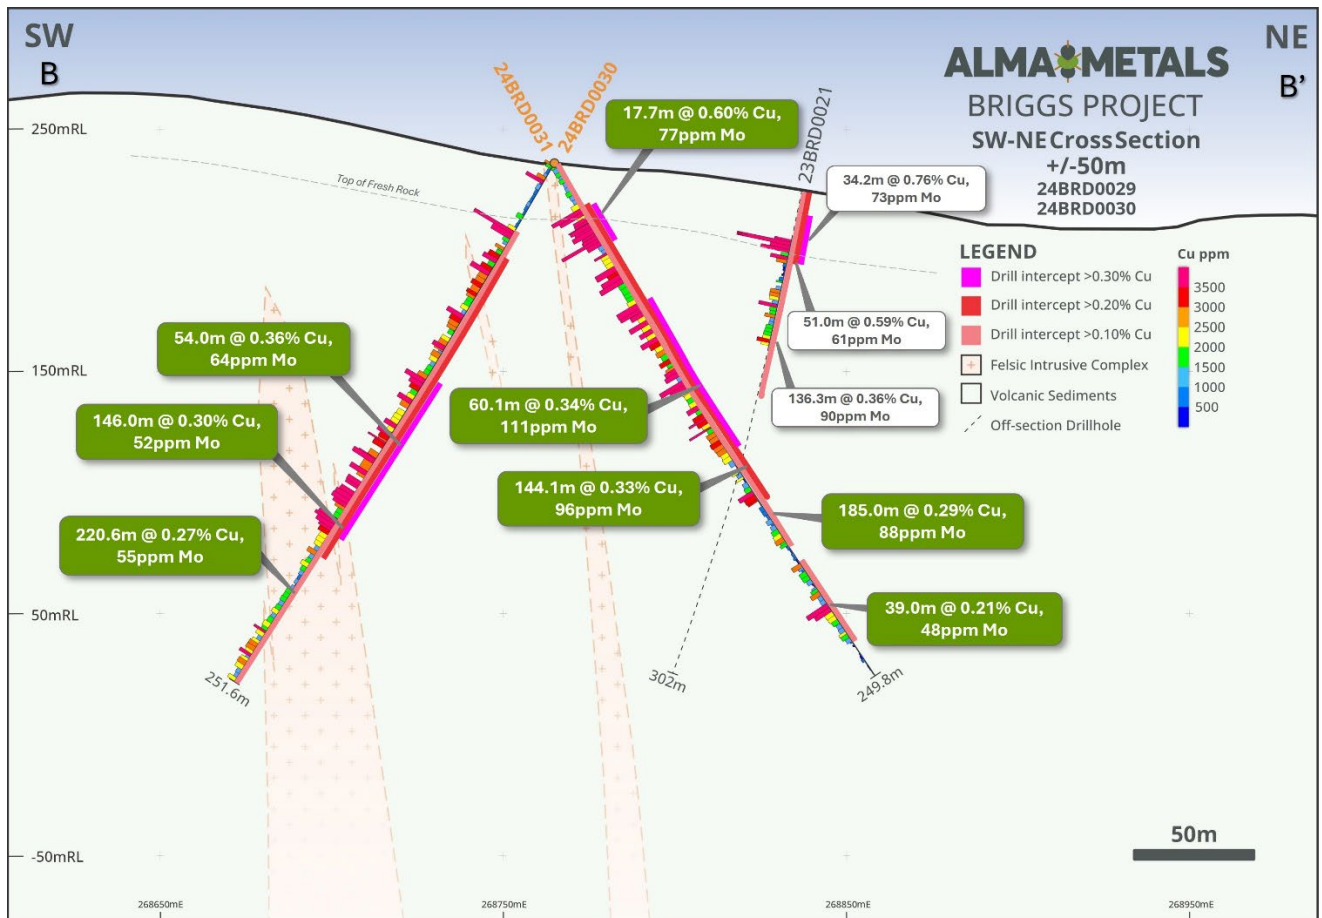 SW
NE
B
B'
ALMA METALS
BRIGGS PROJECT
SW-NE Cross Section
+/-50m
24BRD0029
24BRD0030
24BRD0031
24BRD0030
23BRD0021
250mRL
150mRL
50mRL
-50mRL
Top of Fresh Rock
17.7m @ 0.60% Cu,
77ppm Mo
34.2m @ 0.76% Cu,
73ppm Mo
51.0m @ 0.59% Cu,
61ppm Mo
136.3m @ 0.36% Cu,
90ppm Mo
54.0m @ 0.36% Cu,
64ppm Mo
146.0m @ 0.30% Cu,
52ppm Mo
220.6m @ 0.27% Cu,
55ppm Mo
60.1m @ 0.34% Cu,
111ppm Mo
144.1m @ 0.33% Cu,
96ppm Mo
185.0m @ 0.29% Cu,
88ppm Mo
39.0m @ 0.21% Cu,
48ppm Mo
251.6m
302m
249.8m
LEGEND
Drill intercept >0.30% Cu
Drill intercept >0.20% Cu
Drill intercept >0.10% Cu
Felsic Intrusive Complex
Volcanic Sediments
Off-section Drillhole
Cu ppm
3500
3000
2500
2000
1500
1000
500
50m
268650mE
268750mE
268850mE
268950mE